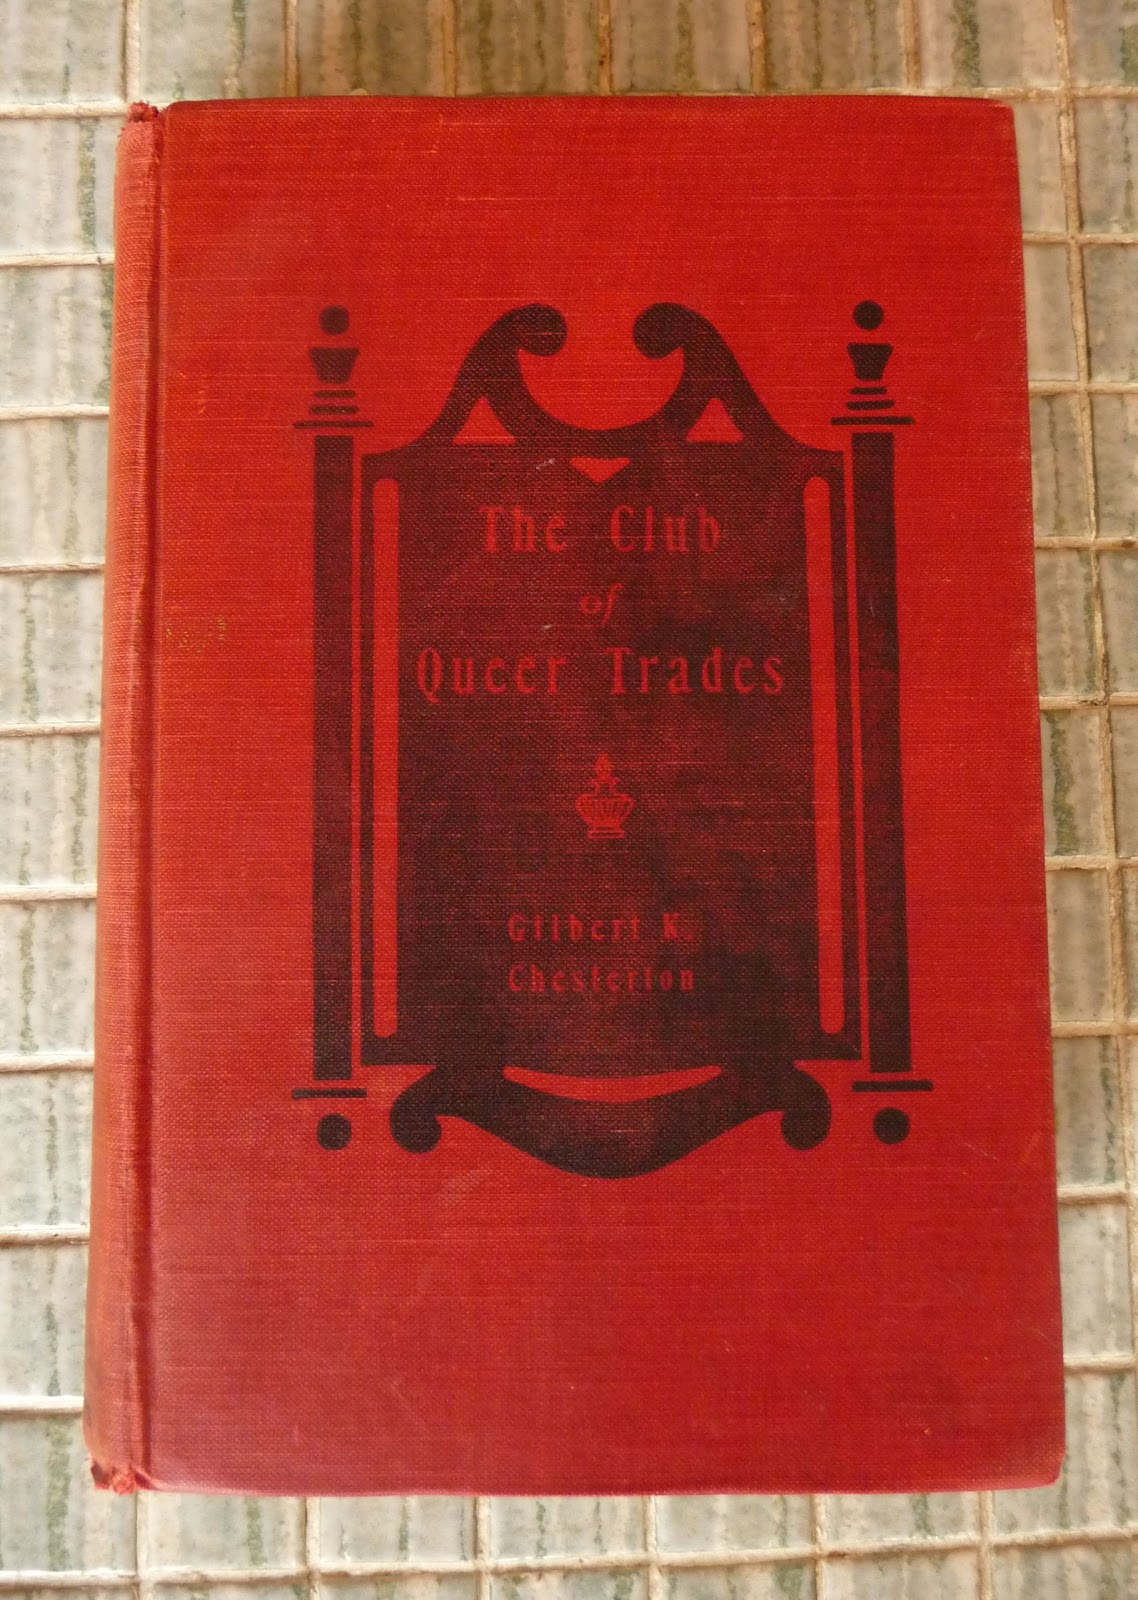 The Club
of
Queer Trades
Gilbert K.
Chesterton